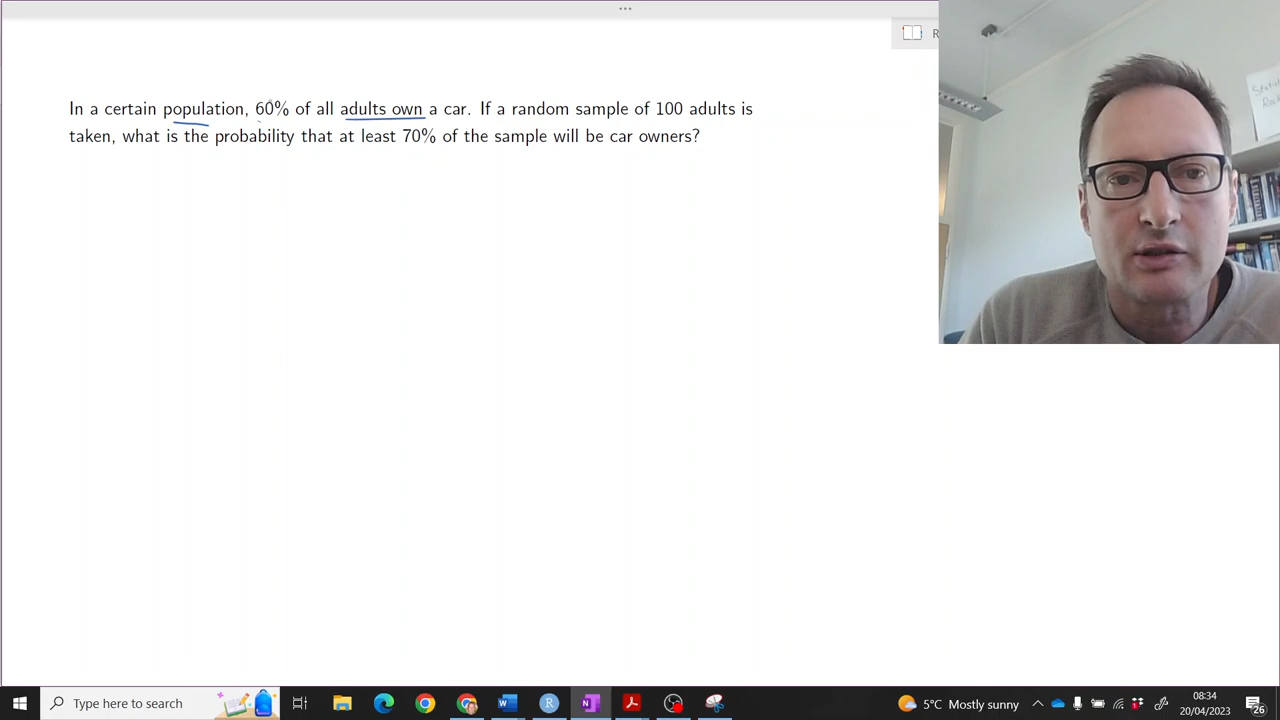 ...
R
In a certain population, 60% of all adults own a car. If a random sample of 100 adults is
taken, what is the probability that at least 70% of the sample will be car owners?
Type here to search
W
R
N
5°C Mostly sunny
08:34
20/04/2023
26